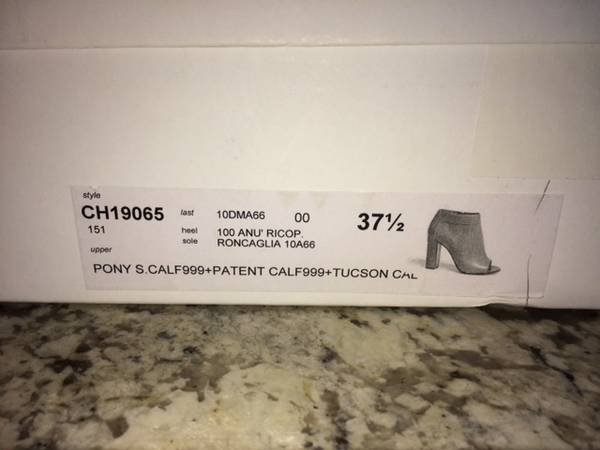 style
CH19065 last 10DMA66 00 37½
151 heel 100 ANU' RICOP.
sole RONCAGLIA 10A66
upper
PONY S.CALF999+PATENT CALF999+TUCSON CAL